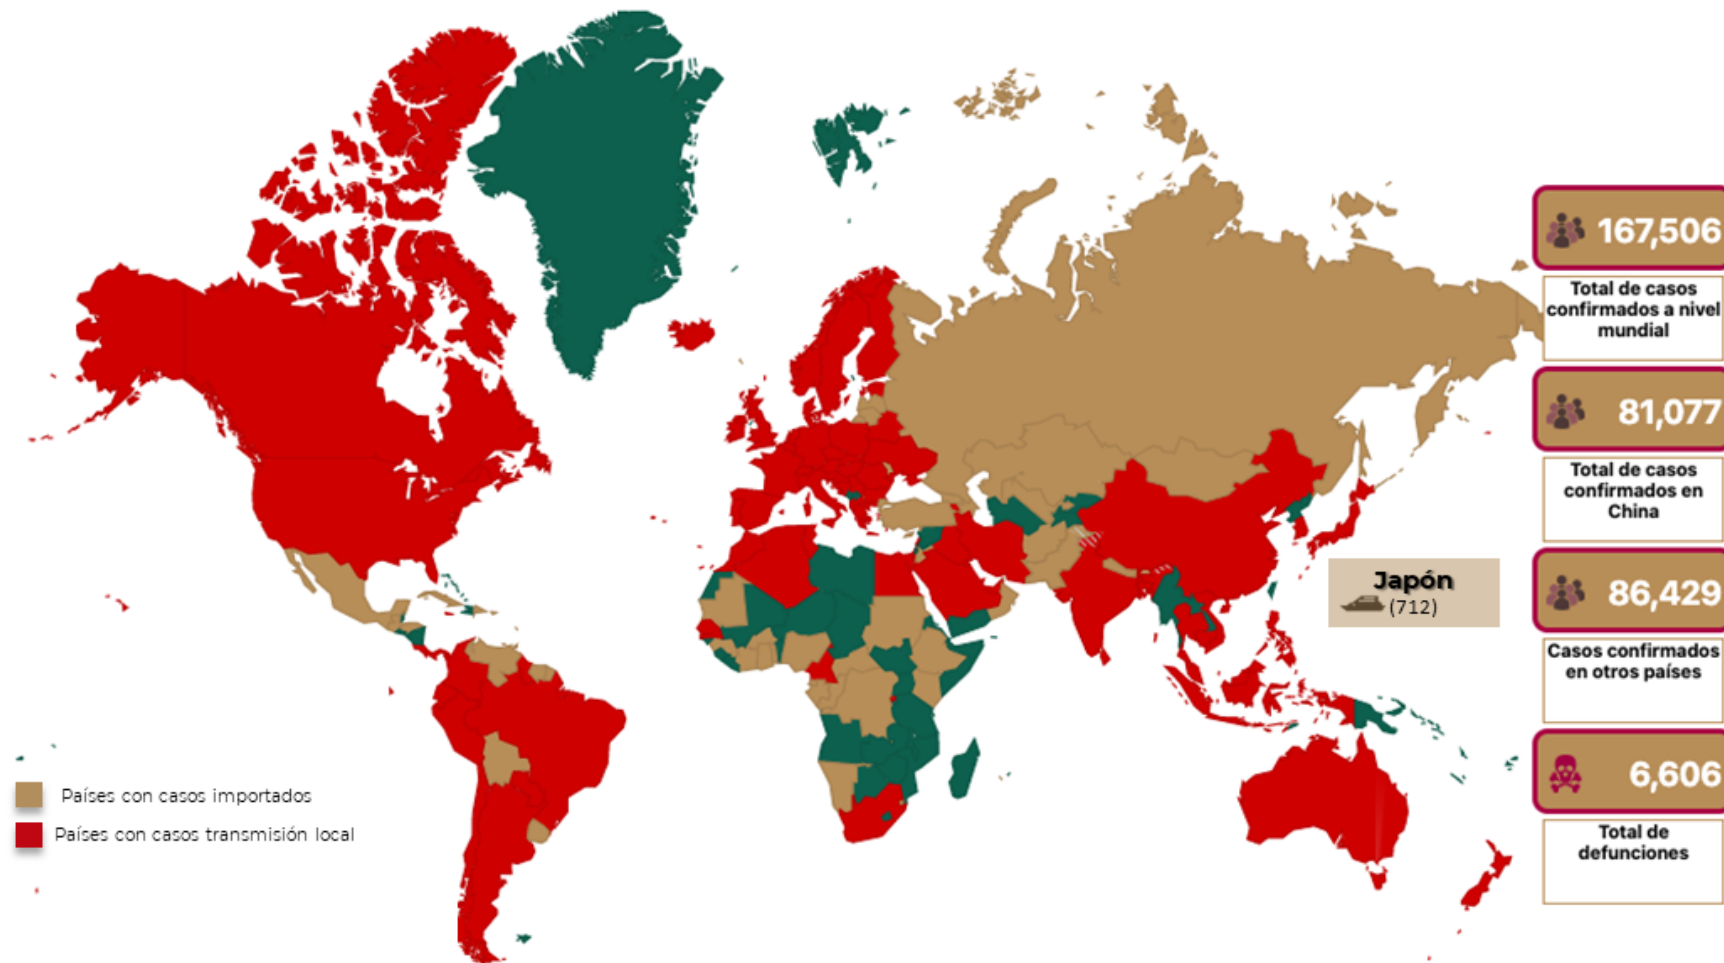 167,506
Total de casos
confirmados a nivel
mundial
81,077
Total de casos
confirmados en
China
Japón
(712)
86,429
Casos confirmados
en otros países
6,606
Total de
defunciones
Países con casos importados
Países con casos transmisión local